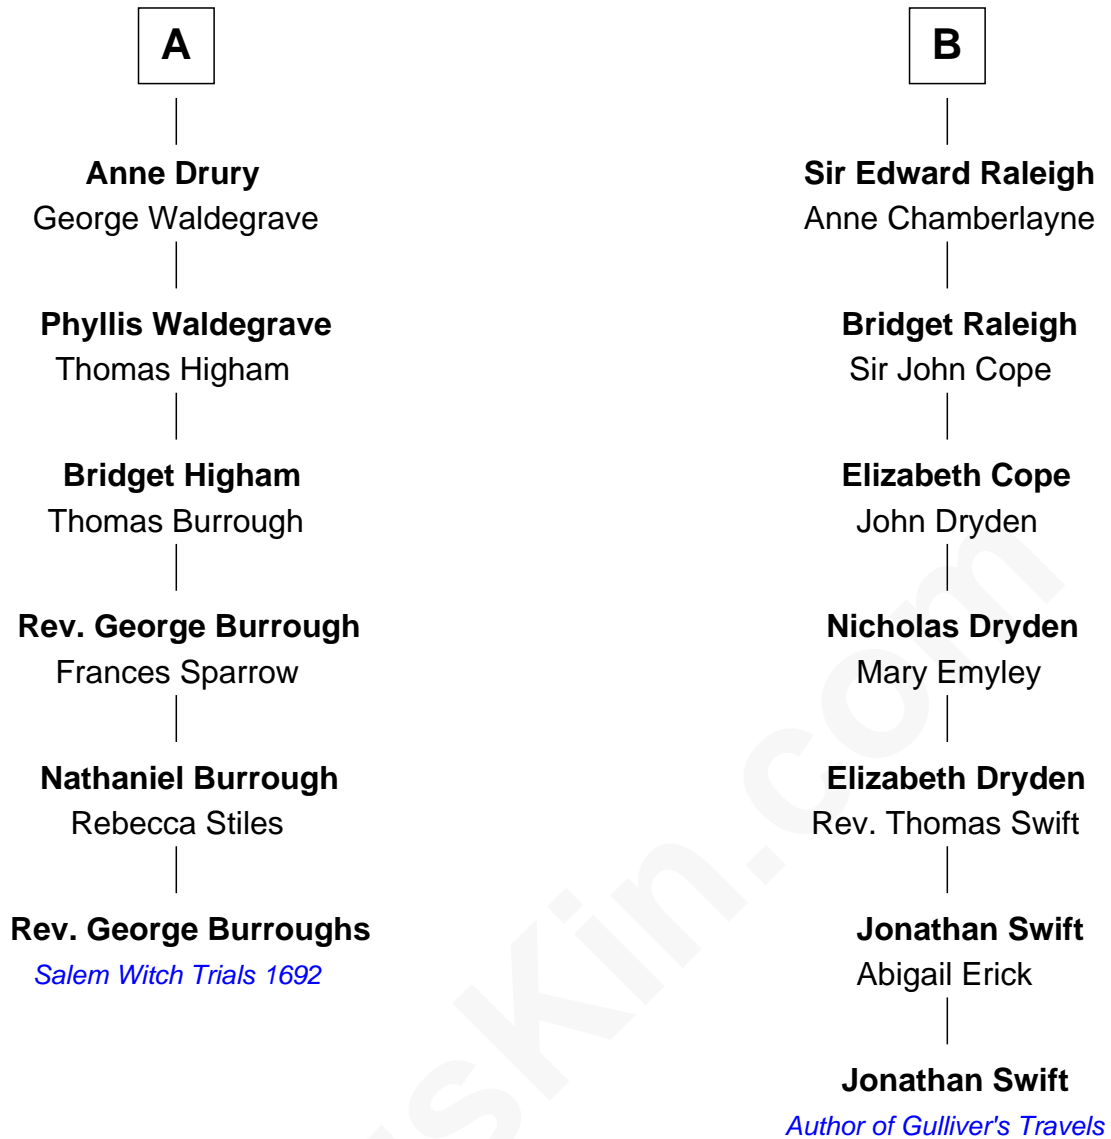 A
Anne Drury
George Waldegrave
Phyllis Waldegrave
Thomas Higham
Bridget Higham
Thomas Burrough
Rev. George Burrough
Frances Sparrow
Nathaniel Burrough
Rebecca Stiles
Rev. George Burroughs
Salem Witch Trials 1692
B
Sir Edward Raleigh
Anne Chamberlayne
Bridget Raleigh
Sir John Cope
Elizabeth Cope
John Dryden
Nicholas Dryden
Mary Emyley
Elizabeth Dryden
Rev. Thomas Swift
Jonathan Swift
Abigail Erick
Jonathan Swift
Author of Gulliver's Travels
sKin.com